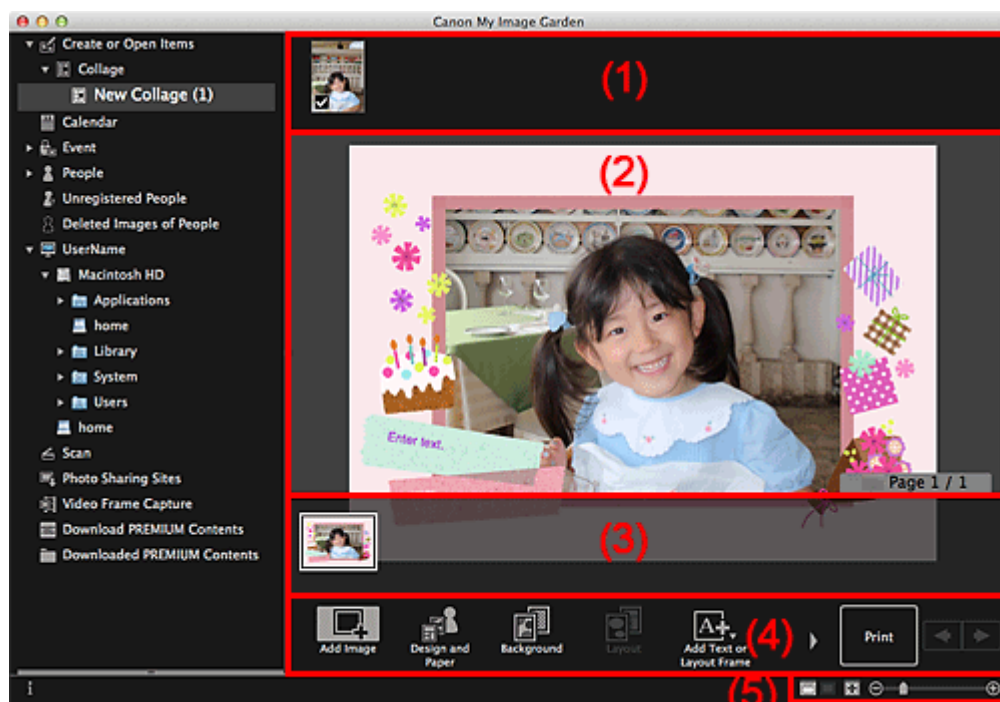 Canon My Image Garden
Create or Open Items
Collage
New Collage (1)
Calendar
Event
People
Unregistered People
Deleted Images of People
UserName
Macintosh HD
Applications
home
Library
System
Users
home
Scan
Photo Sharing Sites
Video Frame Capture
Download PREMIUM Contents
Downloaded PREMIUM Contents
(1)
(2)
Enter text.
Page 1 / 1
(3)
Add Image
Design and
Paper
Background
Layout
Add Text or
Layout Frame
(4)
Print
(5)